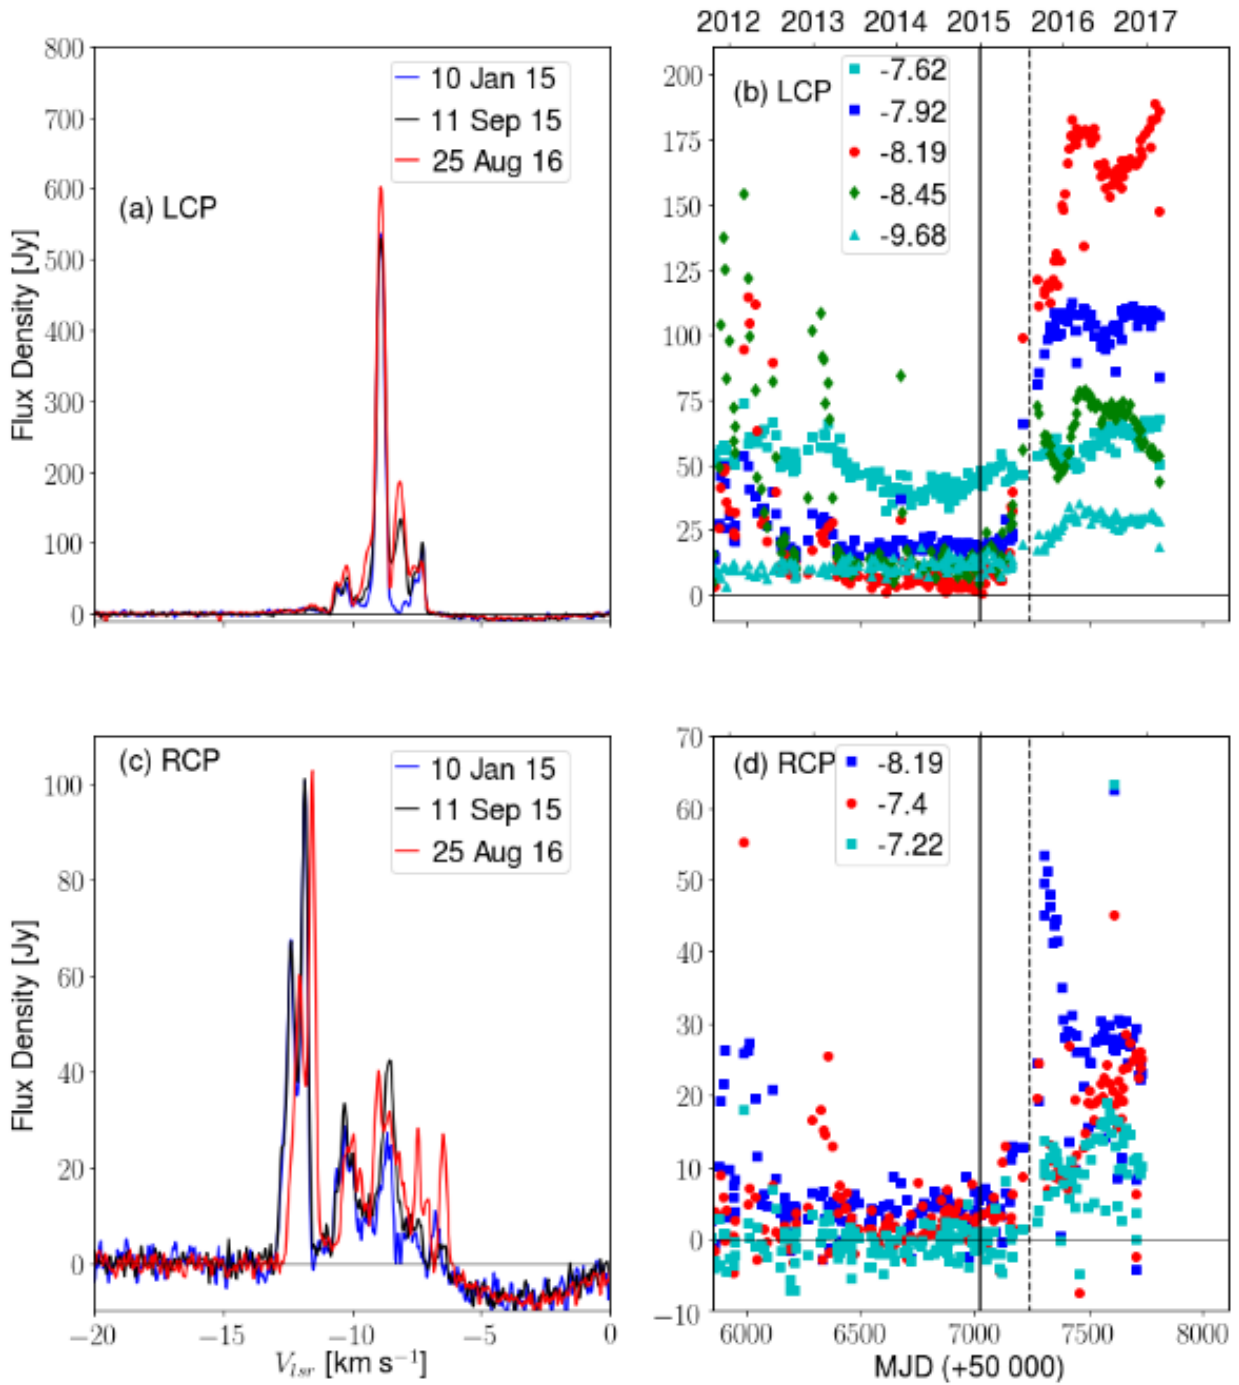 2012 2013 2014 2015 2016 2017
800
700
600
500
400
300
200
100
0
Flux Density [Jy]
(a) LCP
10 Jan 15
11 Sep 15
25 Aug 16
200
175
150
125
100
75
50
25
0
(b) LCP
-7.62
-7.92
-8.19
-8.45
-9.68
100
80
60
40
20
0
Flux Density [Jy]
(c) RCP
10 Jan 15
11 Sep 15
25 Aug 16
−20 −15 −10 −5 0
V_lsr [km s⁻¹]
70
60
50
40
30
20
10
0
−10
(d) RCP
-8.19
-7.4
-7.22
6000 6500 7000 7500 8000
MJD (+50 000)